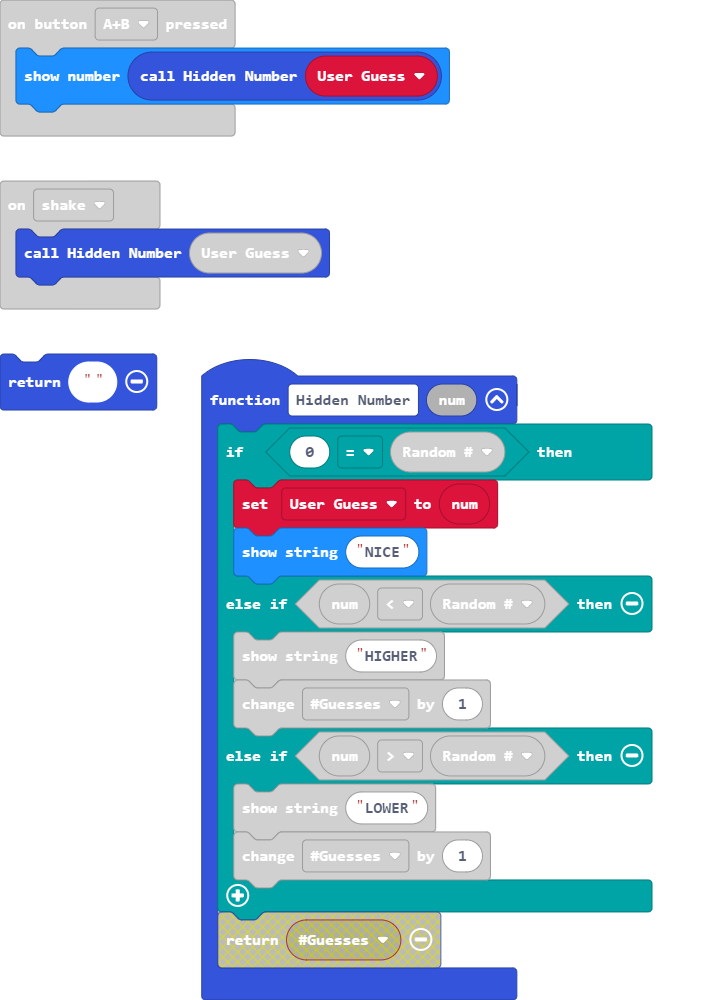 on button A+B pressed
show number call Hidden Number User Guess
on shake
call Hidden Number User Guess
return " "
function Hidden Number num
if 0 = Random # then
set User Guess to num
show string "NICE"
else if num < Random # then
show string "HIGHER"
change #Guesses by 1
else if num > Random # then
show string "LOWER"
change #Guesses by 1
return #Guesses